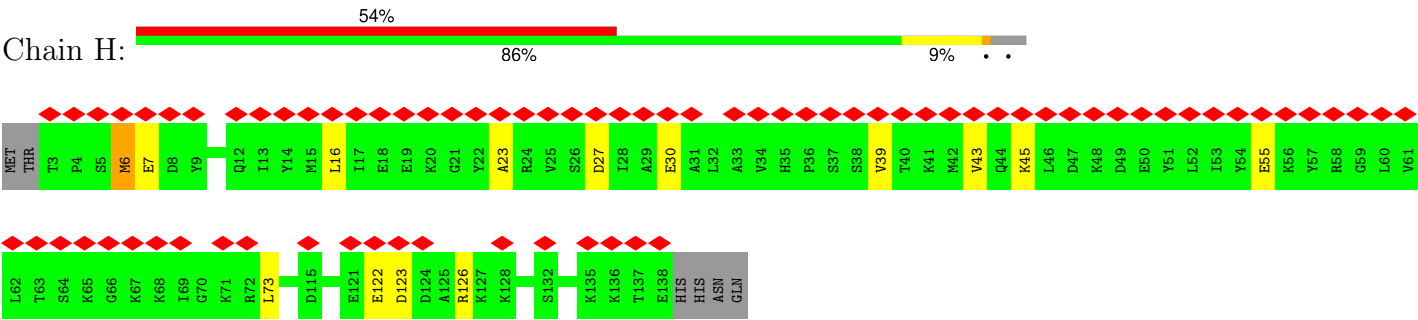 54%
Chain H:
86% 9% • •
MET THR T3 P4 S5 M6 E7 D8 Y9 Q12 I13 Y14 M15 L16 I17 E18 E19 K20 G21 Y22 A23 R24 V25 S26 D27 I28 A29 E30 A31 L32 A33 V34 H35 P36 S37 S38 V39 T40 K41 M42 V43 Q44 K45 L46 D47 K48 D49 E50 Y51 L52 I53 Y54 E55 K56 Y57 R58 G59 L60 V61
L62 T63 S64 K65 G66 K67 K68 I69 G70 K71 R72 L73 D115 E121 E122 D123 D124 A125 R126 K127 K128 S132 K135 K136 T137 E138 HIS HIS ASN GLN